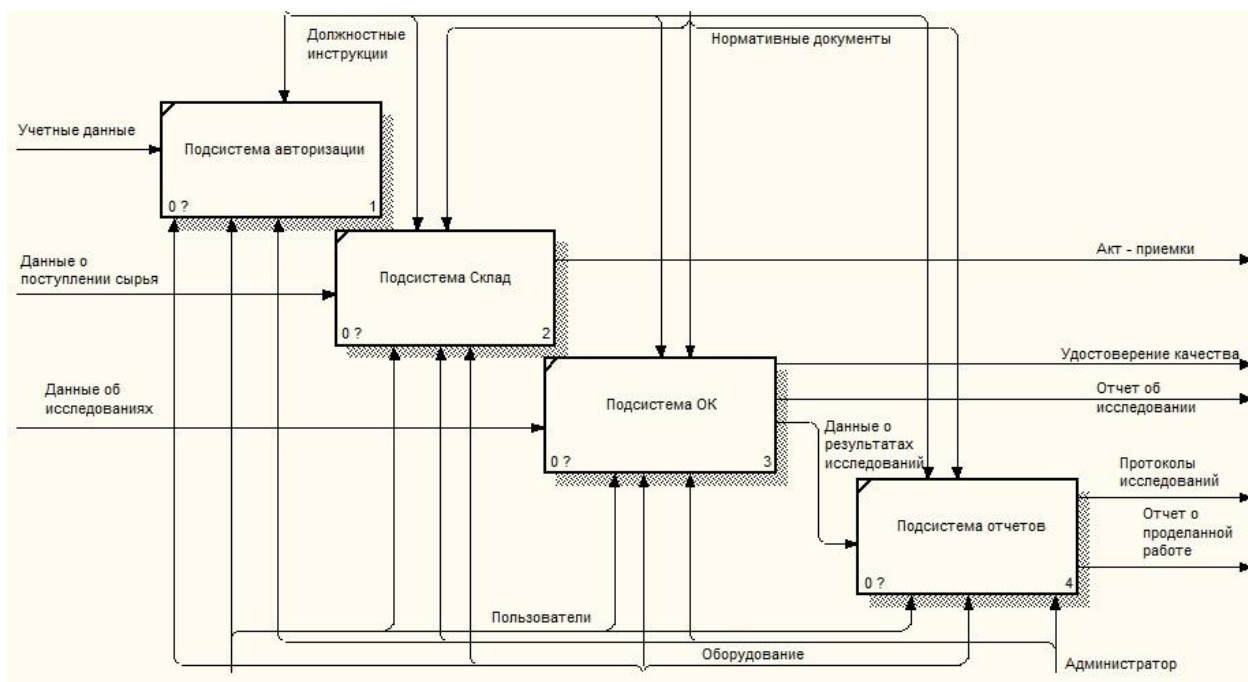 Должностные
инструкции
Нормативные документы
Учетные данные
Подсистема авторизации
0 ?
1
Данные о
поступлении сырья
Подсистема Склад
0 ?
2
Акт - приемки
Данные об
исследованиях
Подсистема ОК
0 ?
3
Удостоверение качества
Отчет об
исследовании
Данные о
результатах
исследований
Подсистема отчетов
0 ?
4
Протоколы
исследований
Отчет о
проделанной
работе
Пользователи
Оборудование
Администратор